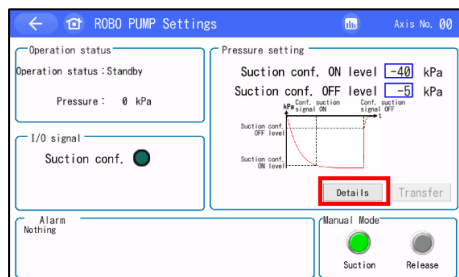 ROBO PUMP Settings
Axis No. 00
Operation status
Operation status : Standby
Pressure : 0 kPa
I/O signal
Suction conf.
Pressure setting
Suction conf. ON level -40 kPa
Suction conf. OFF level -5 kPa
kPa
Conf. suction signal ON
Conf. suction signal OFF
t
Suction conf. OFF level
Suction conf. ON level
Details
Transfer
Alarm
Nothing
Manual Mode
Suction
Release